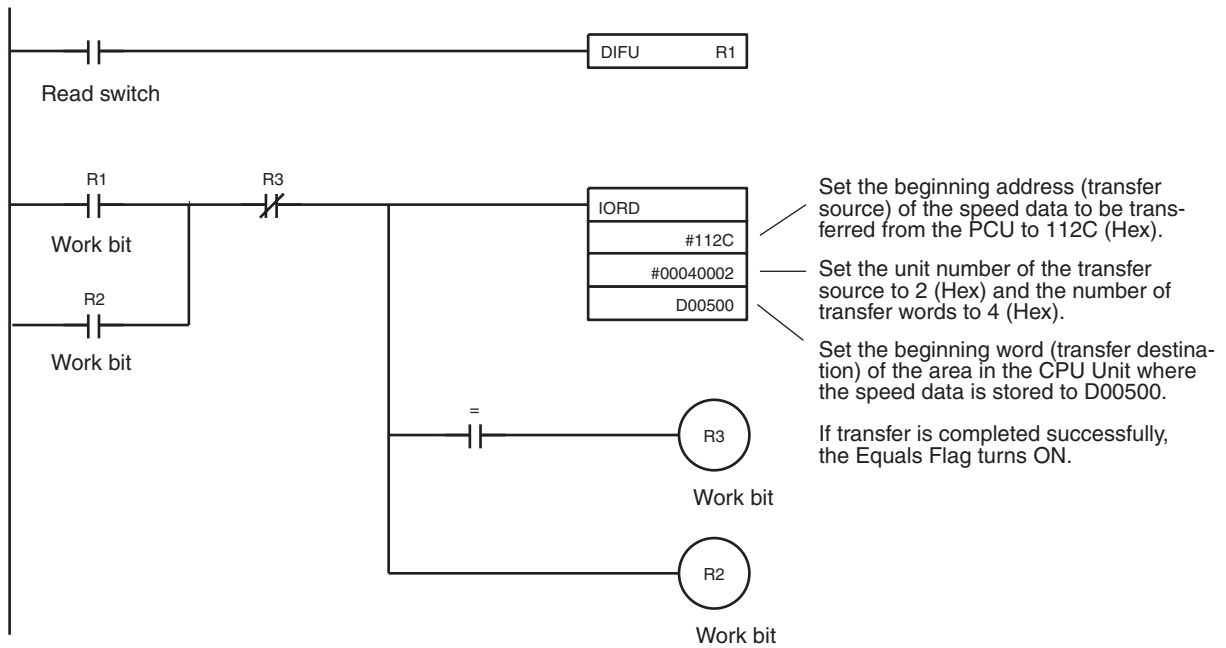 DIFU R1
Read switch
R1
R3
Work bit
R2
Work bit
IORD
#112C
#00040002
D00500
Set the beginning address (transfer
source) of the speed data to be trans-
ferred from the PCU to 112C (Hex).
Set the unit number of the transfer
source to 2 (Hex) and the number of
transfer words to 4 (Hex).
Set the beginning word (transfer destina-
tion) of the area in the CPU Unit where
the speed data is stored to D00500.
If transfer is completed successfully,
the Equals Flag turns ON.
=
R3
Work bit
R2
Work bit